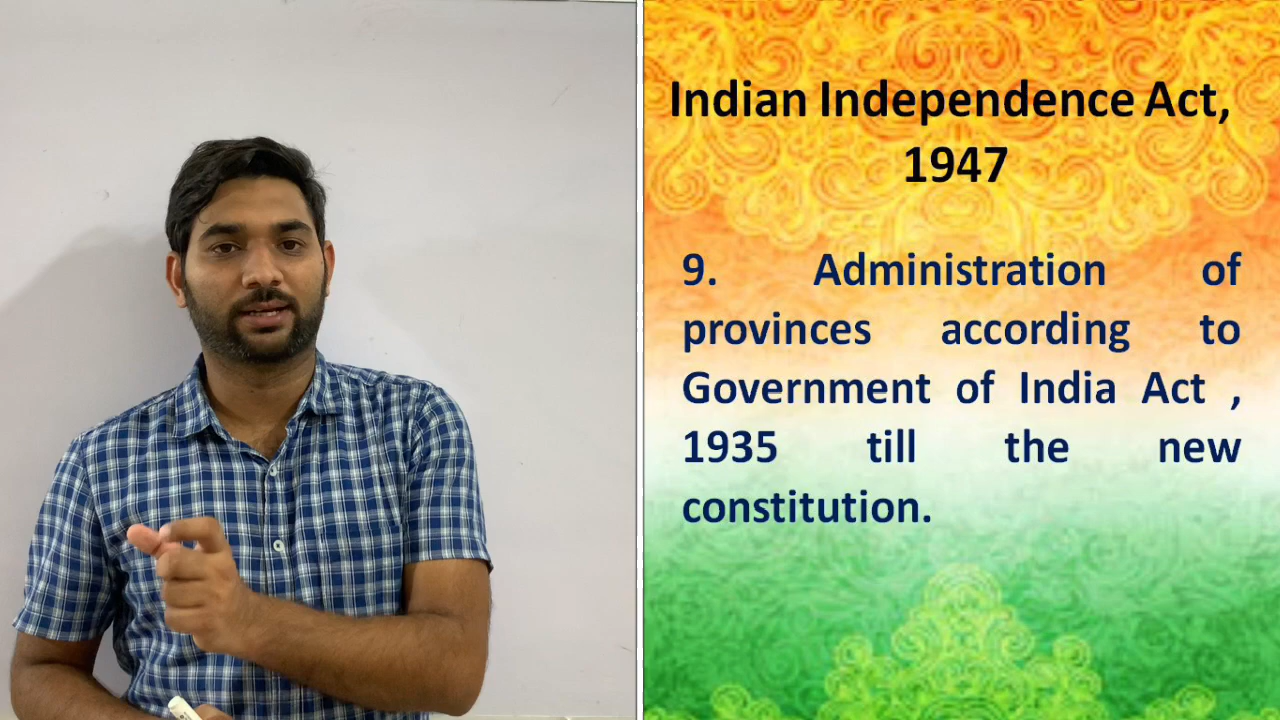 Indian Independence Act,
1947
9. Administration of
provinces according to
Government of India Act ,
1935 till the new
constitution.